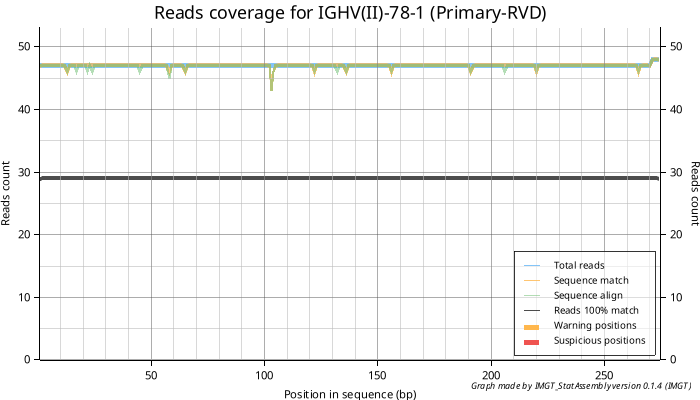 Reads coverage for IGHV(II)-78-1 (Primary-RVD)
50 50
40 40
30 30
20 20
10 10
0 0
Reads count
Reads count
Total reads
Sequence match
Sequence align
Reads 100% match
Warning positions
Suspicious positions
50 100 150 200 250
Position in sequence (bp)
Graph made by IMGT_StatAssemblyversion 0.1.4 (IMGT)